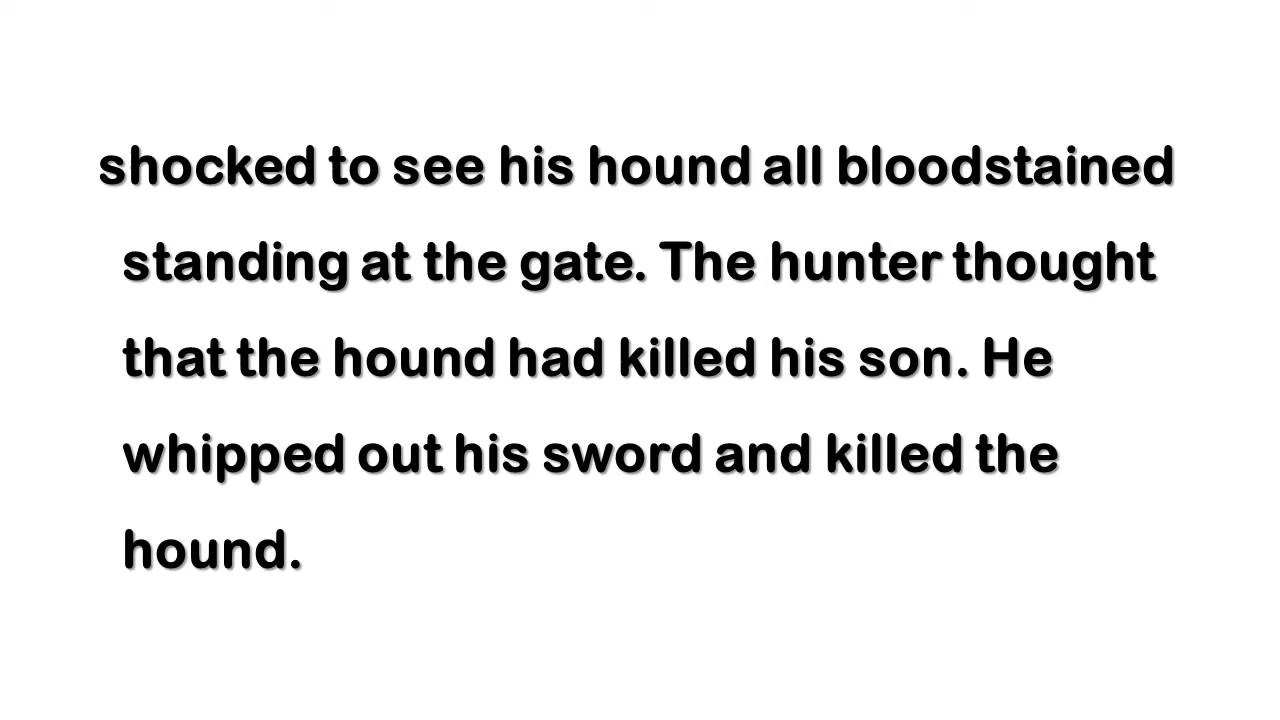 shocked to see his hound all bloodstained
standing at the gate. The hunter thought
that the hound had killed his son. He
whipped out his sword and killed the
hound.